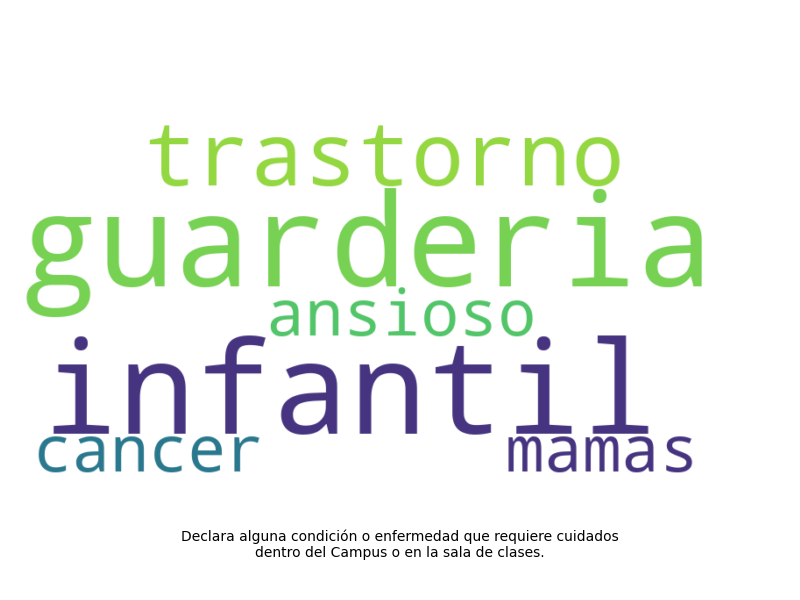 trastorno
guarderia
ansioso
infantil
cancer mamas
Declara alguna condición o enfermedad que requiere cuidados
dentro del Campus o en la sala de clases.